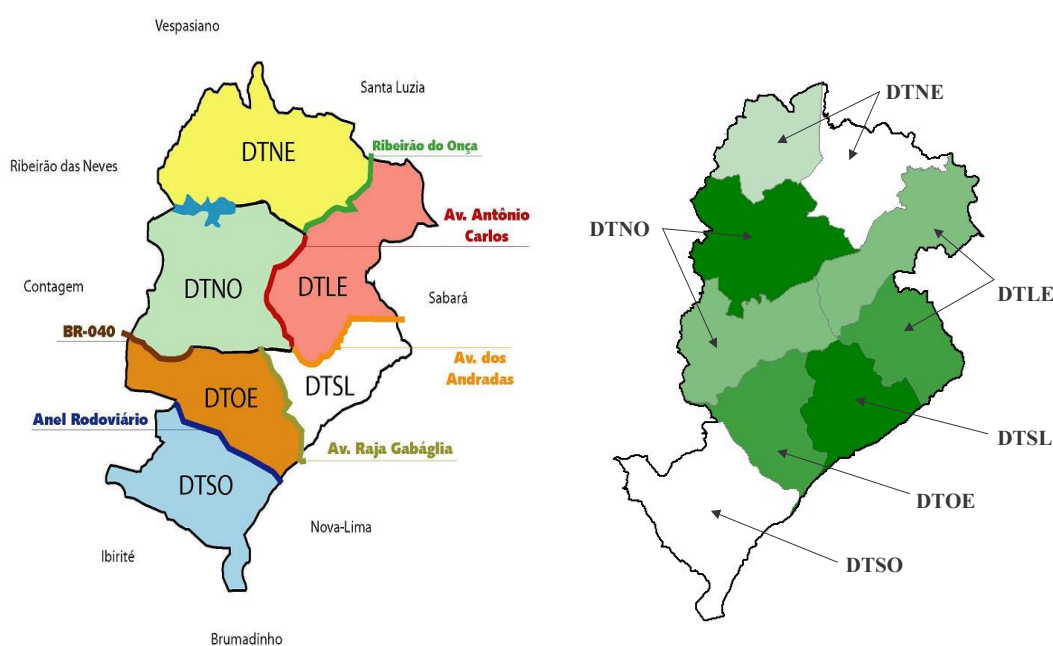 Vespasiano
Santa Luzia
DTNE
Ribeirão do Onça
Ribeirão das Neves
Av. Antônio
Carlos
DTNO
DTLE
Contagem
Sabará
BR-040
Av. dos
Andradas
DTSL
DTOE
Anel Rodoviário
Av. Raja Gabáglia
DTSO
Nova-Lima
Ibirité
Brumadinho
DTNE
DTNO
DTLE
DTSL
DTOE
DTSO